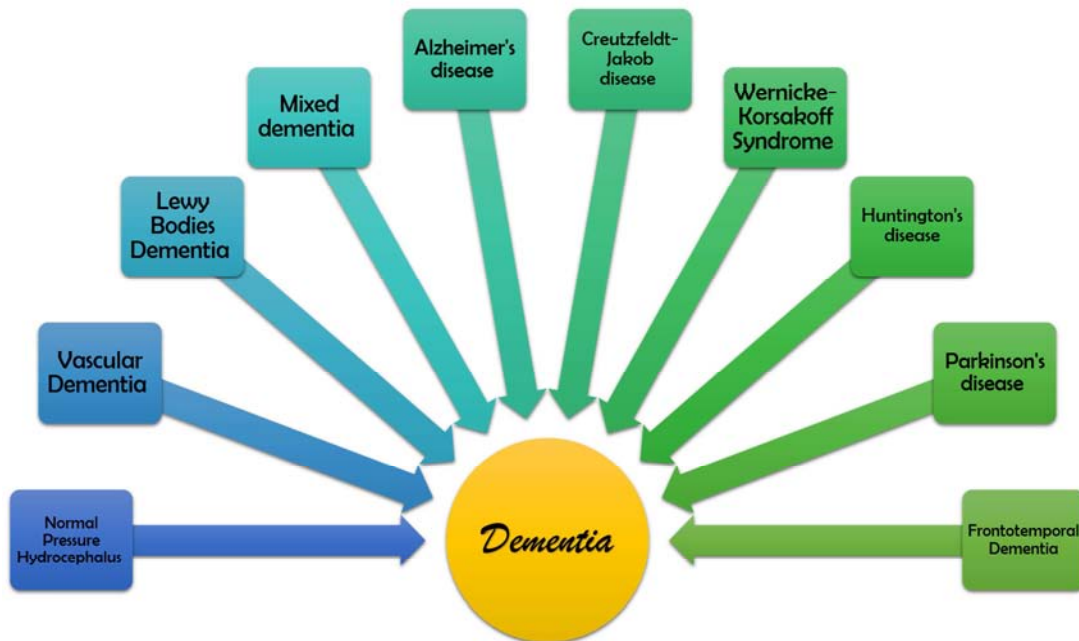 Alzheimer's
disease
Creutzfeldt-
Jakob
disease
Mixed
dementia
Wernicke-
Korsakoff
Syndrome
Lewy
Bodies
Dementia
Huntington's
disease
Vascular
Dementia
Parkinson's
disease
Normal
Pressure
Hydrocephalus
Dementia
Frontotemporal
Dementia